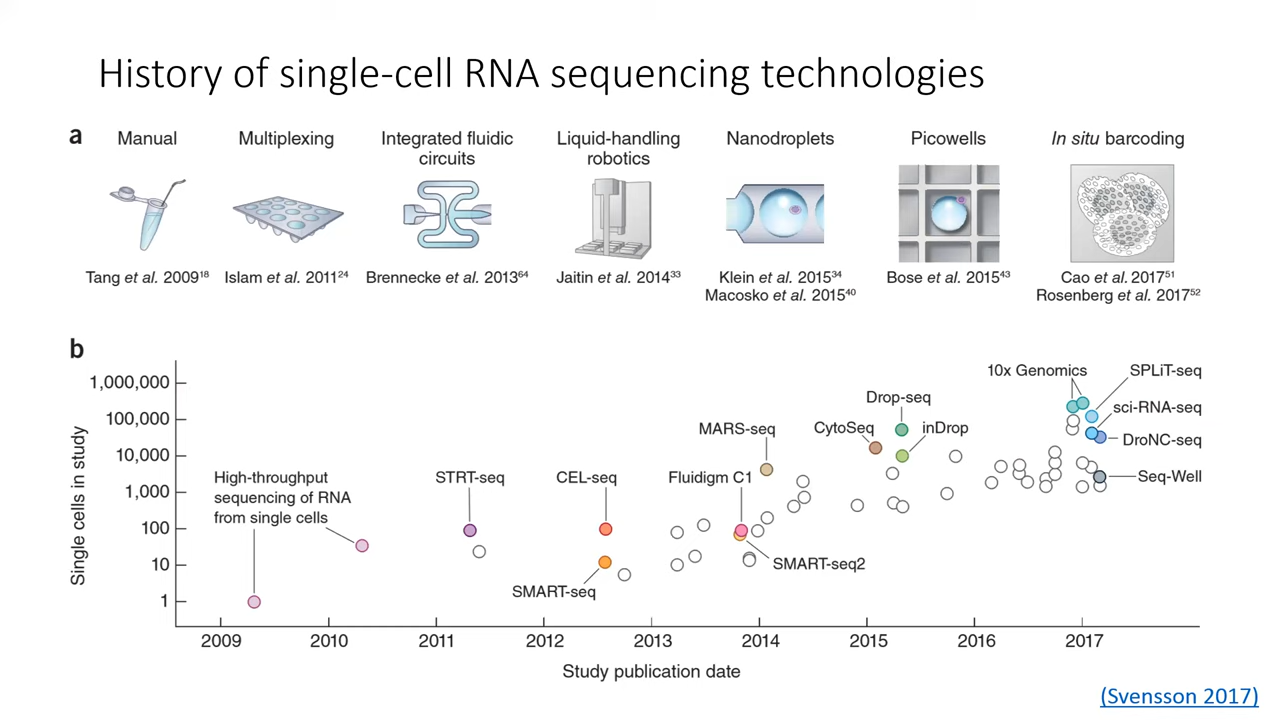 History of single-cell RNA sequencing technologies
a
Manual
Multiplexing
Integrated fluidic
circuits
Liquid-handling
robotics
Nanodroplets
Picowells
In situ barcoding
Tang et al. 2009¹⁸
Islam et al. 2011²⁴
Brennecke et al. 2013⁶⁴
Jaitin et al. 2014³³
Klein et al. 2015³⁴
Macosko et al. 2015⁴⁰
Bose et al. 2015⁴³
Cao et al. 2017⁵¹
Rosenberg et al. 2017⁵²
b
Single cells in study
1,000,000
100,000
10,000
1,000
100
10
1
High-throughput
sequencing of RNA
from single cells
STRT-seq
CEL-seq
SMART-seq
Fluidigm C1
SMART-seq2
MARS-seq
CytoSeq
Drop-seq
inDrop
10x Genomics
SPLiT-seq
sci-RNA-seq
DroNC-seq
Seq-Well
2009
2010
2011
2012
2013
2014
2015
2016
2017
Study publication date
(Svensson 2017)